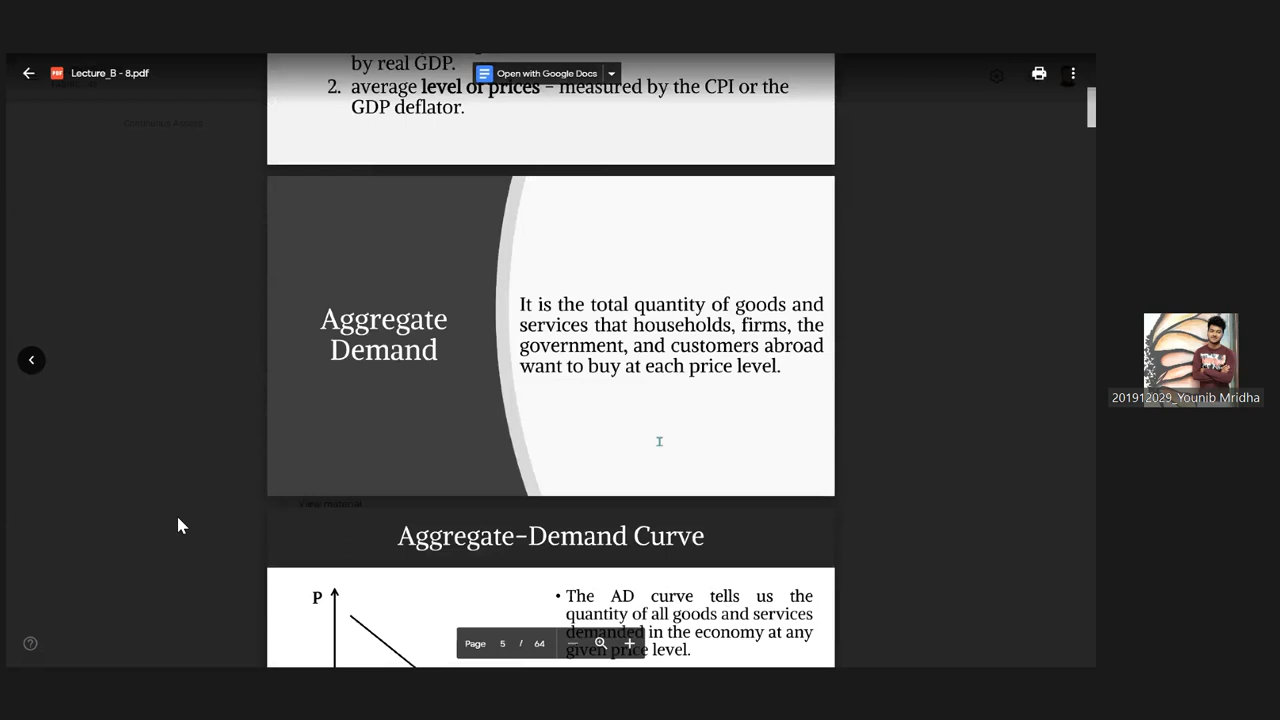 Lecture_B - 8.pdf
by real GDP.
Open with Google Docs
2. average level of prices – measured by the CPI or the
GDP deflator.
Continuous Assess
Aggregate
Demand
It is the total quantity of goods and
services that households, firms, the
government, and customers abroad
want to buy at each price level.
201912029_Younib Mridha
View material
Aggregate-Demand Curve
P
• The AD curve tells us the
quantity of all goods and services
demanded in the economy at any
given price level.
Page 5 / 64